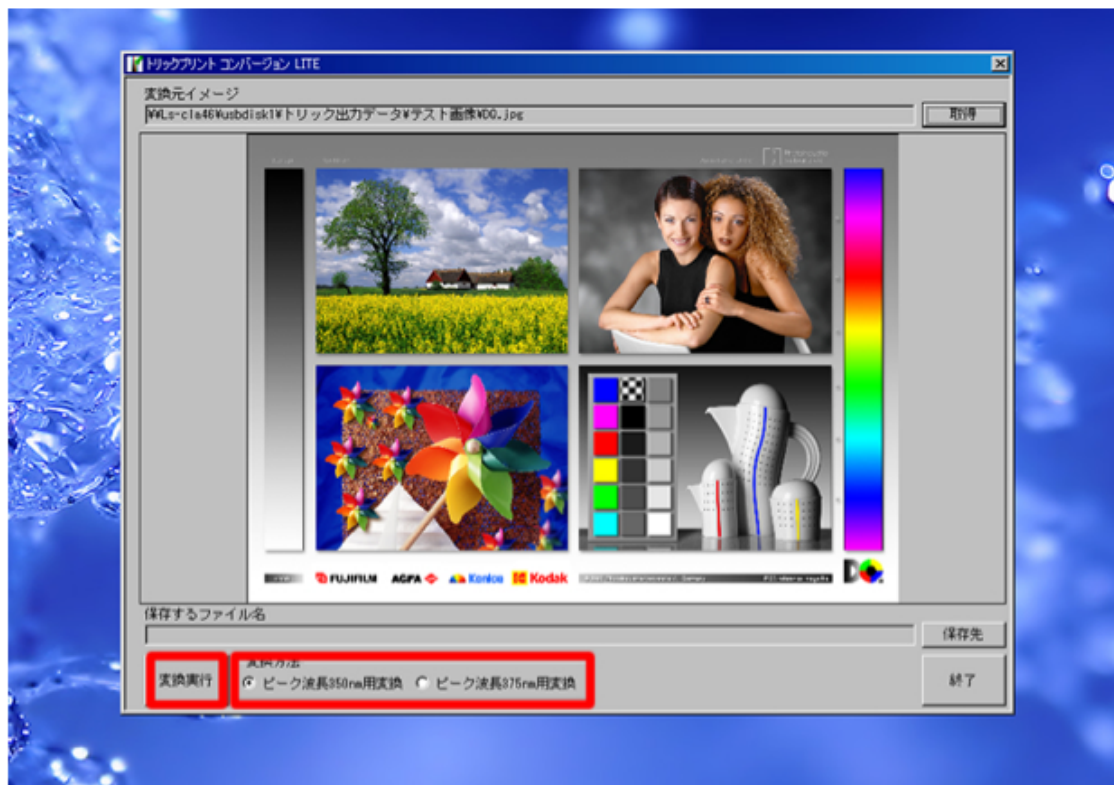 トリックプリント コンバージョン LITE
変換元イメージ
¥¥Ls-c1a46¥usbdisk1¥トリック出力データ¥テスト画像¥DQ.jpg
取得
FUJIFILM AGFA Konica Kodak
保存するファイル名
保存先
変換方法
変換実行
ピーク波長350nm用変換 ピーク波長375nm用変換
終了